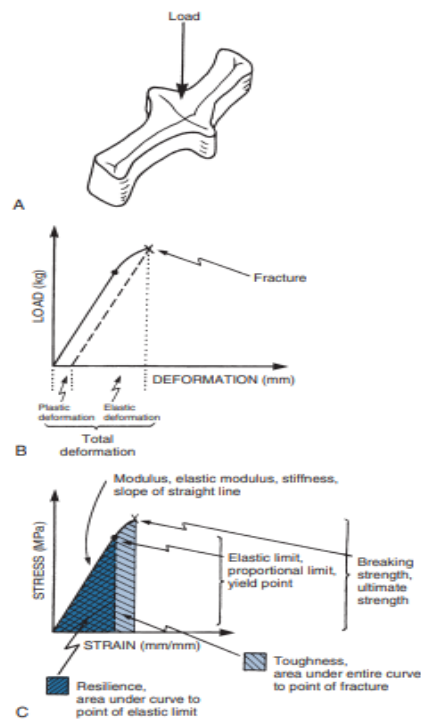 Load
A
LOAD (kg)
Fracture
DEFORMATION (mm)
Plastic
deformation
Elastic
deformation
Total
deformation
B
Modulus, elastic modulus, stiffness,
slope of straight line
STRESS (MPa)
Elastic limit,
proportional limit,
yield point
Breaking
strength,
ultimate
strength
STRAIN (mm/mm)
Toughness,
area under entire curve
to point of fracture
Resilience,
area under curve to
point of elastic limit
C